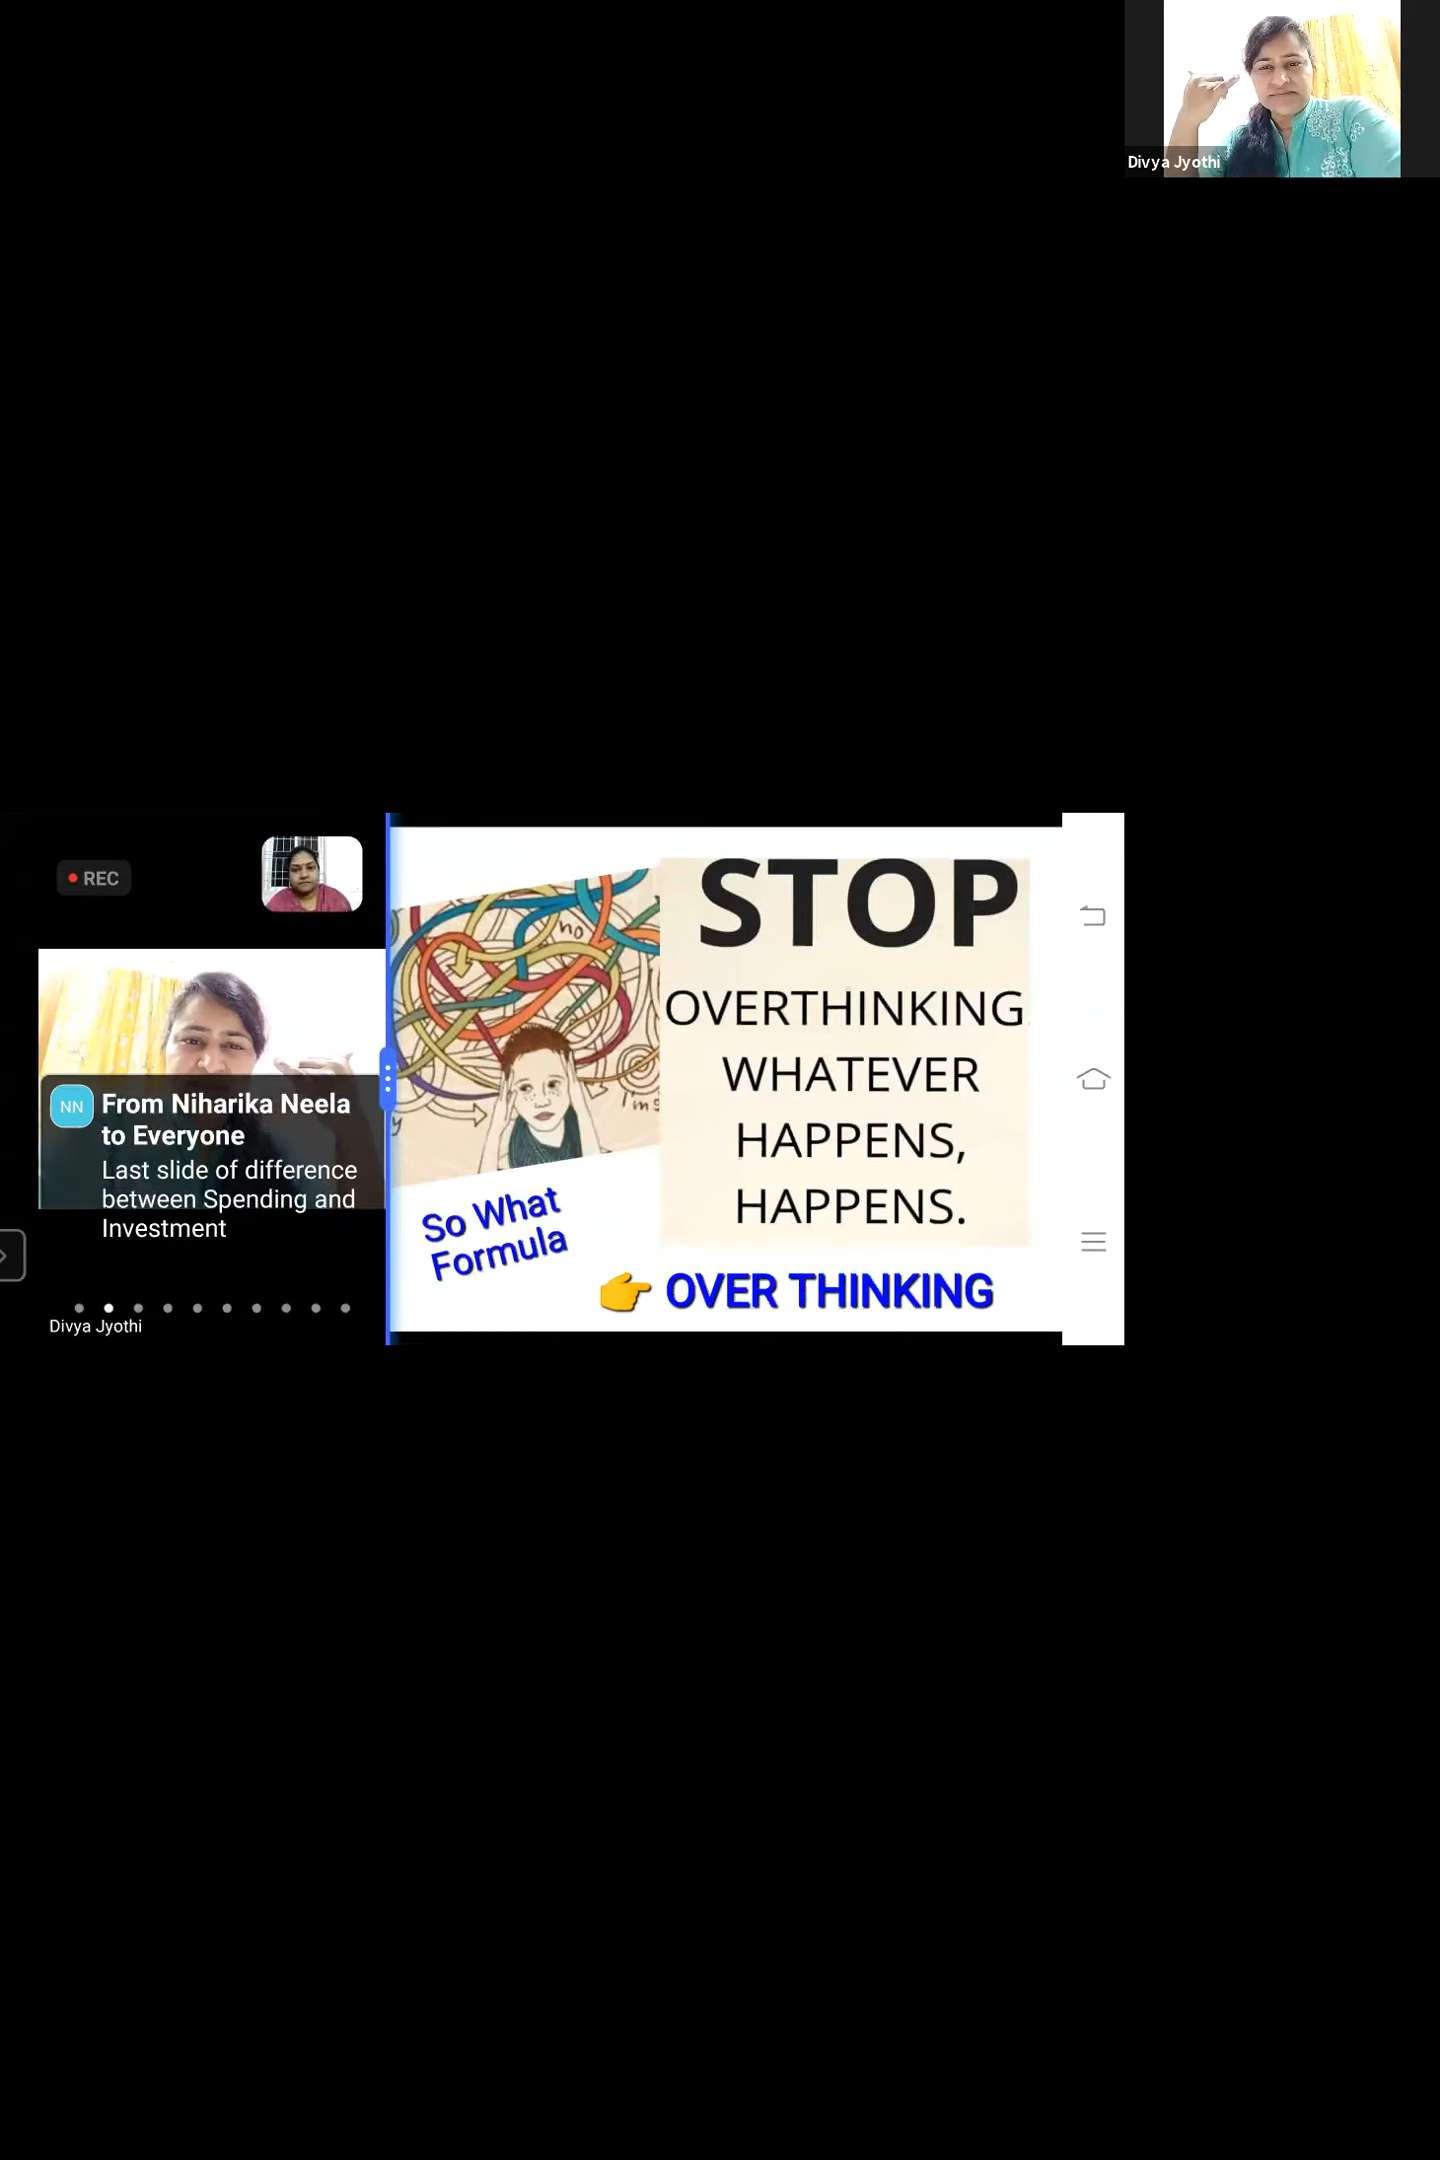 Divya Jyothi
REC
NN
From Niharika Neela
to Everyone
Last slide of difference
between Spending and
Investment
Divya Jyothi
no
I'm
STOP
OVERTHINKING.
WHATEVER
HAPPENS,
HAPPENS.
So What
Formula
👉 OVER THINKING